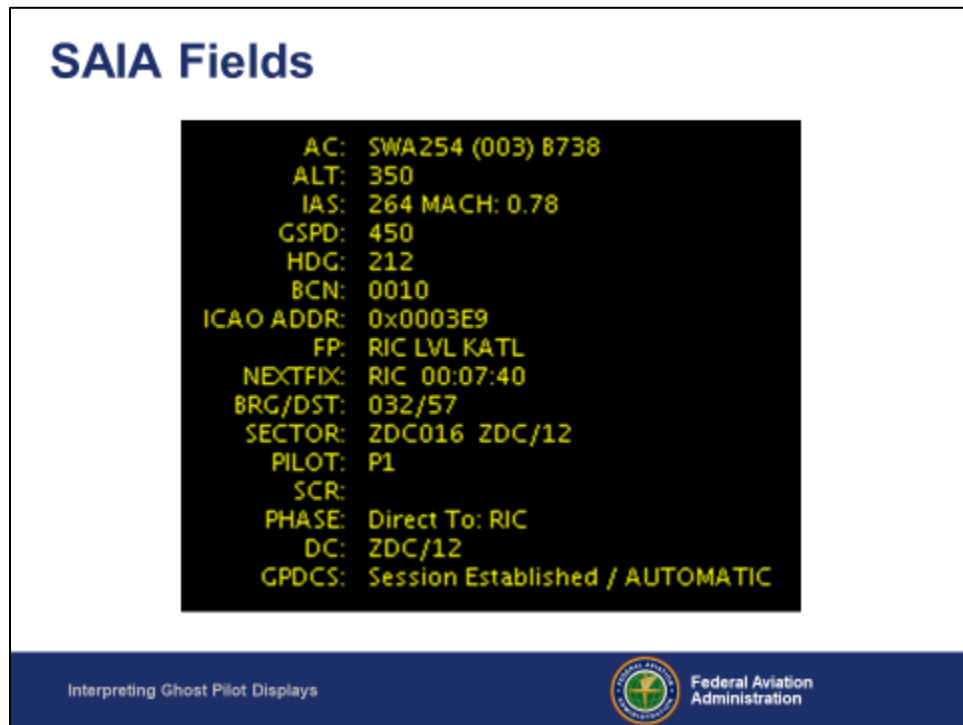 SAIA Fields
AC: SWA254 (003) B738
ALT: 350
IAS: 264 MACH: 0.78
GSPD: 450
HDG: 212
BCN: 0010
ICAO ADDR: 0x0003E9
FP: RIC LVL KATL
NEXTFIX: RIC 00:07:40
BRG/DST: 032/57
SECTOR: ZDC016 ZDC/12
PILOT: P1
SCR:
PHASE: Direct To: RIC
DC: ZDC/12
GPDCS: Session Established / AUTOMATIC
Interpreting Ghost Pilot Displays
FEDERAL AVIATION
ADMINISTRATION
Federal Aviation
Administration